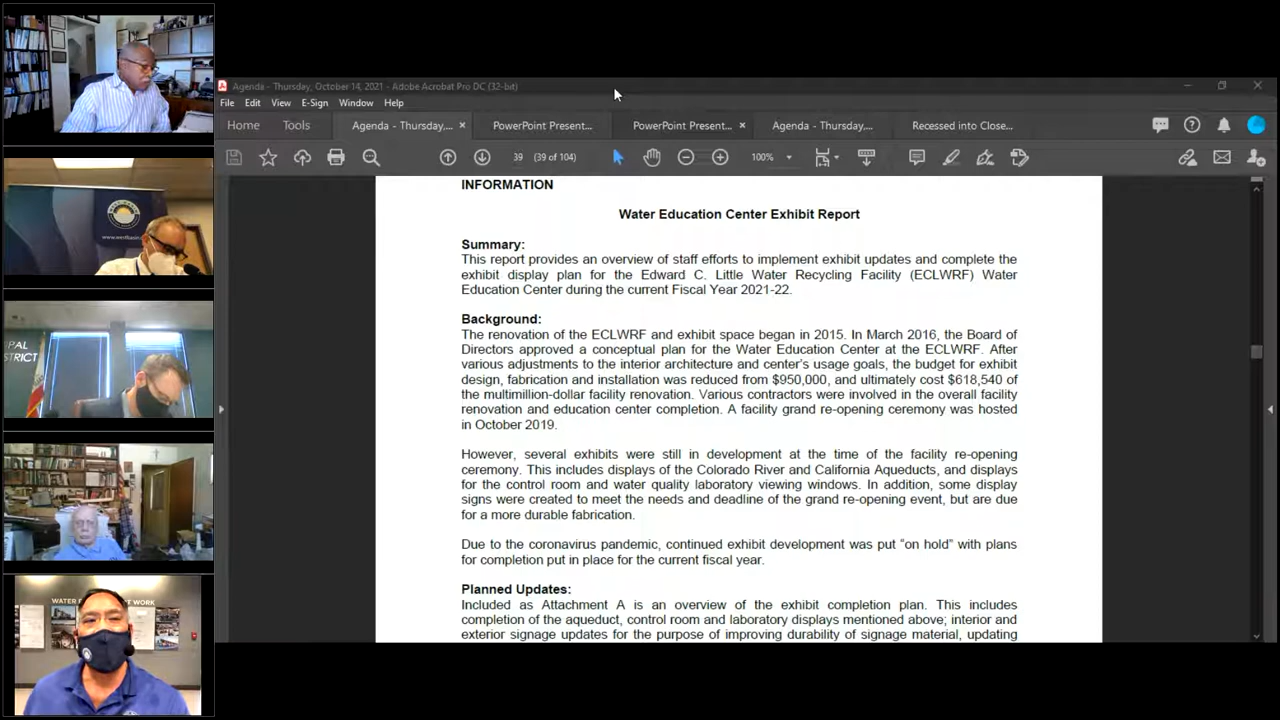 Agenda - Thursday, October 14, 2021 - Adobe Acrobat Pro DC (32-bit)
File Edit View E-Sign Window Help
Home Tools Agenda - Thursday,... × PowerPoint Present... PowerPoint Present... × Agenda - Thursday,... Recessed into Close...
39 (39 of 104) 100%
INFORMATION
Water Education Center Exhibit Report
Summary:
This report provides an overview of staff efforts to implement exhibit updates and complete the
exhibit display plan for the Edward C. Little Water Recycling Facility (ECLWRF) Water
Education Center during the current Fiscal Year 2021-22.
Background:
The renovation of the ECLWRF and exhibit space began in 2015. In March 2016, the Board of
Directors approved a conceptual plan for the Water Education Center at the ECLWRF. After
various adjustments to the interior architecture and center's usage goals, the budget for exhibit
design, fabrication and installation was reduced from $950,000, and ultimately cost $618,540 of
the multimillion-dollar facility renovation. Various contractors were involved in the overall facility
renovation and education center completion. A facility grand re-opening ceremony was hosted
in October 2019.
However, several exhibits were still in development at the time of the facility re-opening
ceremony. This includes displays of the Colorado River and California Aqueducts, and displays
for the control room and water quality laboratory viewing windows. In addition, some display
signs were created to meet the needs and deadline of the grand re-opening event, but are due
for a more durable fabrication.
Due to the coronavirus pandemic, continued exhibit development was put “on hold” with plans
for completion put in place for the current fiscal year.
Planned Updates:
Included as Attachment A is an overview of the exhibit completion plan. This includes
completion of the aqueduct, control room and laboratory displays mentioned above; interior and
exterior signage updates for the purpose of improving durability of signage material, updating
PAL
STRICT
WATER
WORK